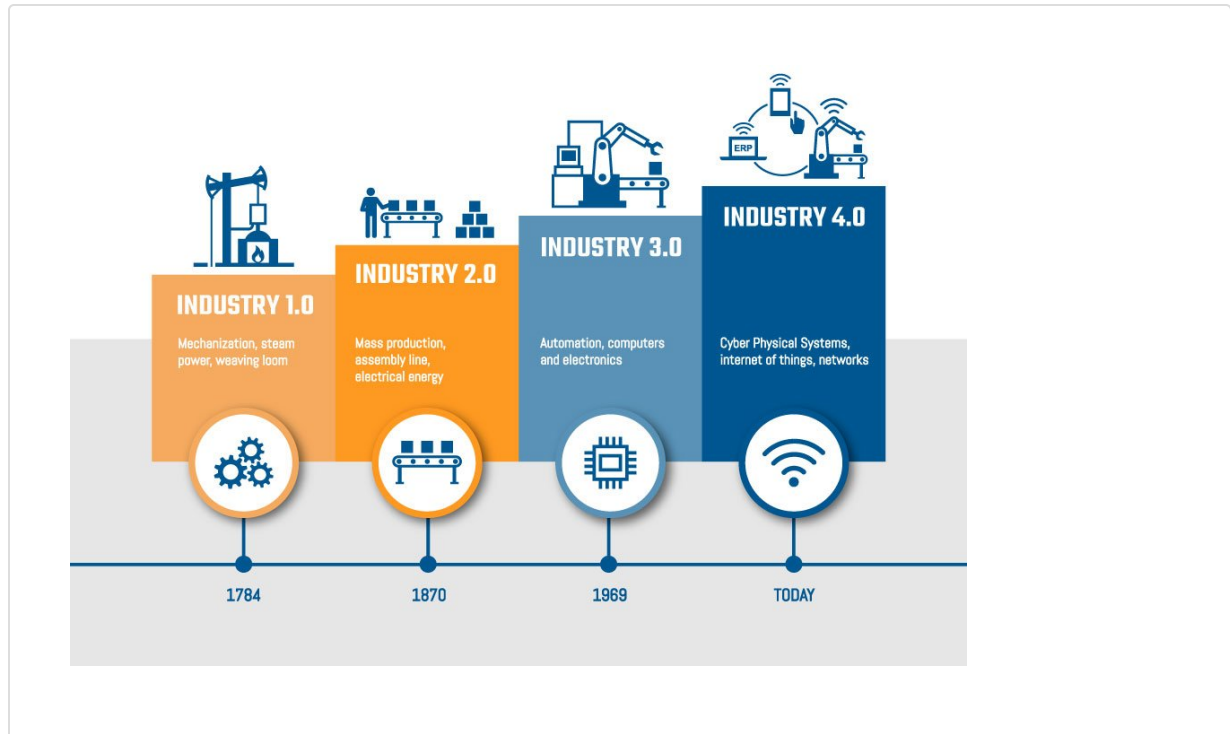 ERP
INDUSTRY 1.0
Mechanization, steam
power, weaving loom
INDUSTRY 2.0
Mass production,
assembly line,
electrical energy
INDUSTRY 3.0
Automation, computers
and electronics
INDUSTRY 4.0
Cyber Physical Systems,
internet of things, networks
1784
1870
1969
TODAY